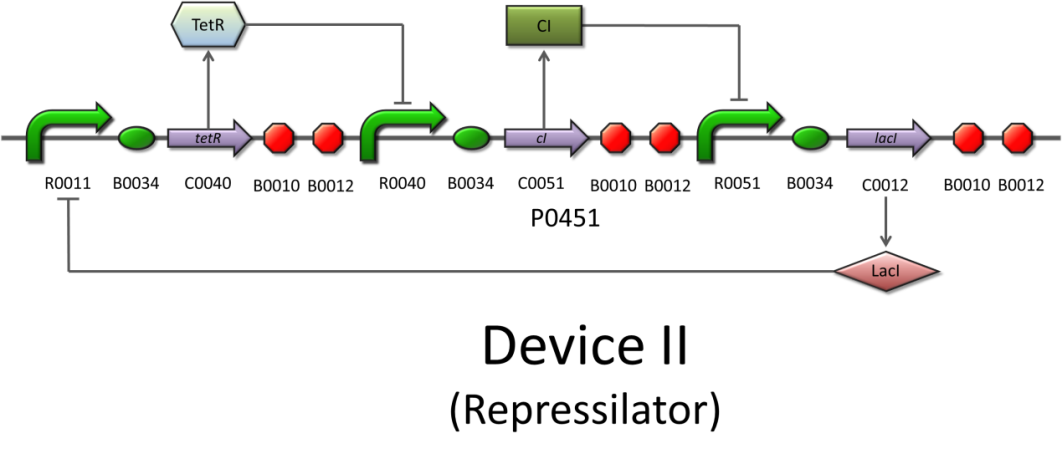 TetR
CI
tetR
cI
lacI
R0011 B0034 C0040 B0010 B0012 R0040 B0034 C0051 B0010 B0012 R0051 B0034 C0012 B0010 B0012
P0451
LacI
Device II
(Repressilator)